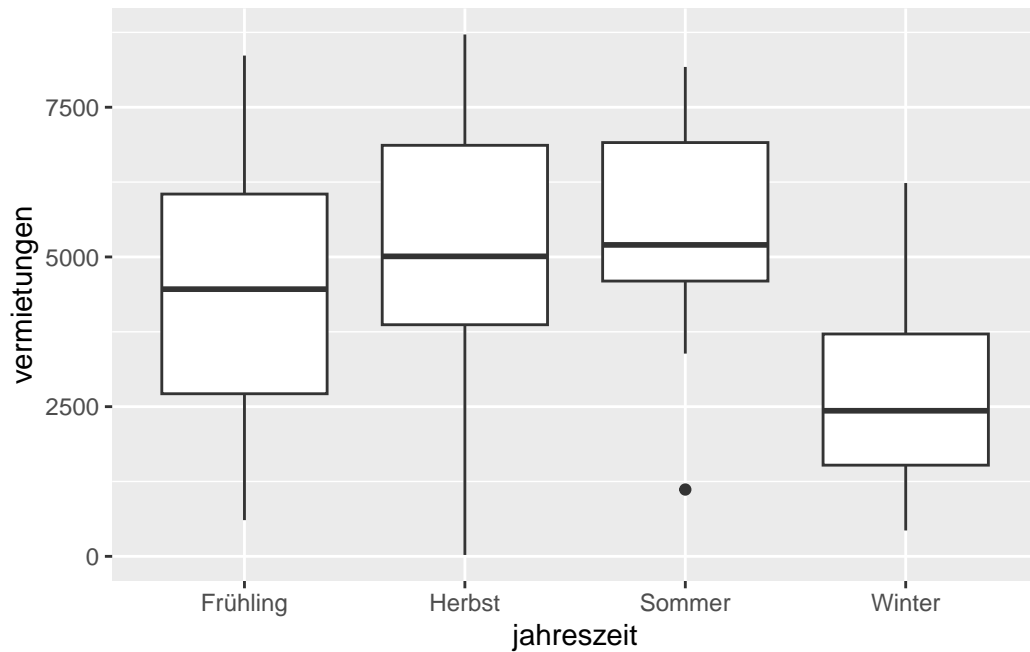 vermietungen
7500
5000
2500
0
Frühling Herbst Sommer Winter
jahreszeit